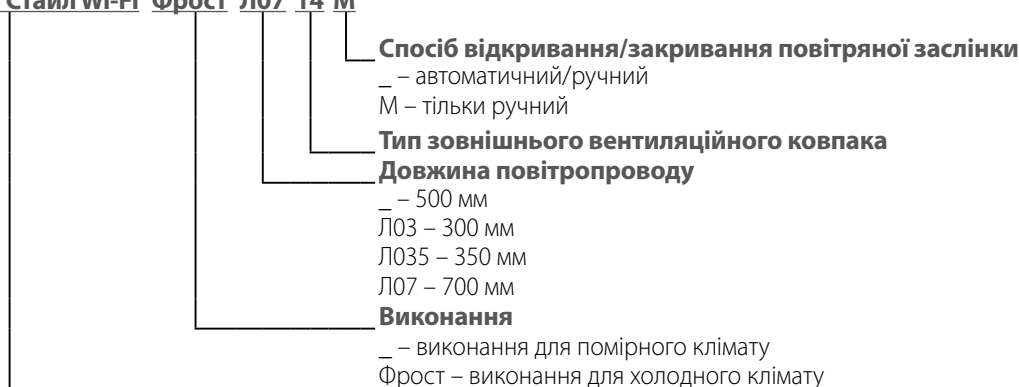 Стайл Wi-Fi Фрост Л07 14 М
Спосіб відкривання/закривання повітряної заслінки
_ – автоматичний/ручний
М – тільки ручний
Тип зовнішнього вентиляційного ковпака
Довжина повітропроводу
_ – 500 мм
Л03 – 300 мм
Л035 – 350 мм
Л07 – 700 мм
Виконання
_ – виконання для помірного клімату
Фрост – виконання для холодного клімату